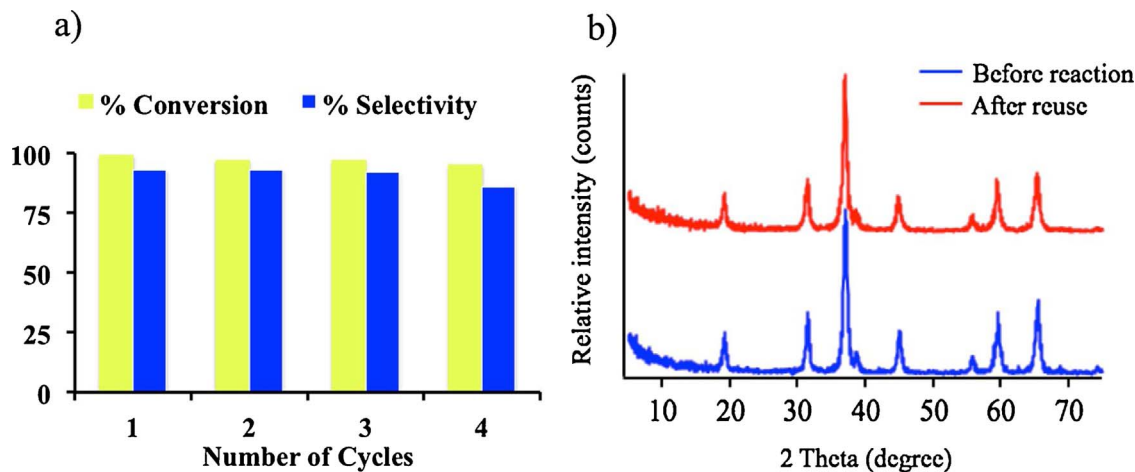 a)
% Conversion % Selectivity
100
75
50
25
0
1 2 3 4
Number of Cycles
b)
Before reaction
After reuse
Relative intensity (counts)
10 20 30 40 50 60 70
2 Theta (degree)